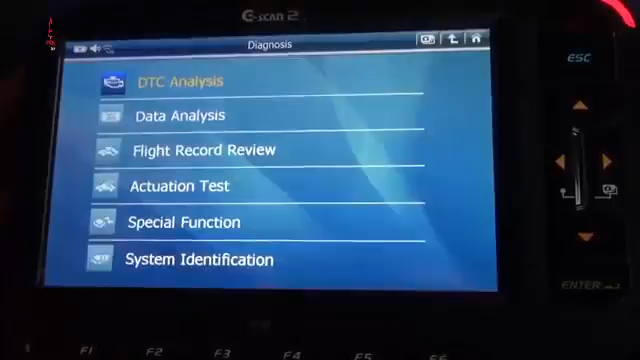 G-SCAN 2
Diagnosis
DTC Analysis
ESC
Data Analysis
Flight Record Review
Actuation Test
Special Function
System Identification
ENTER
F1 F2 F3 F4 F5 F6